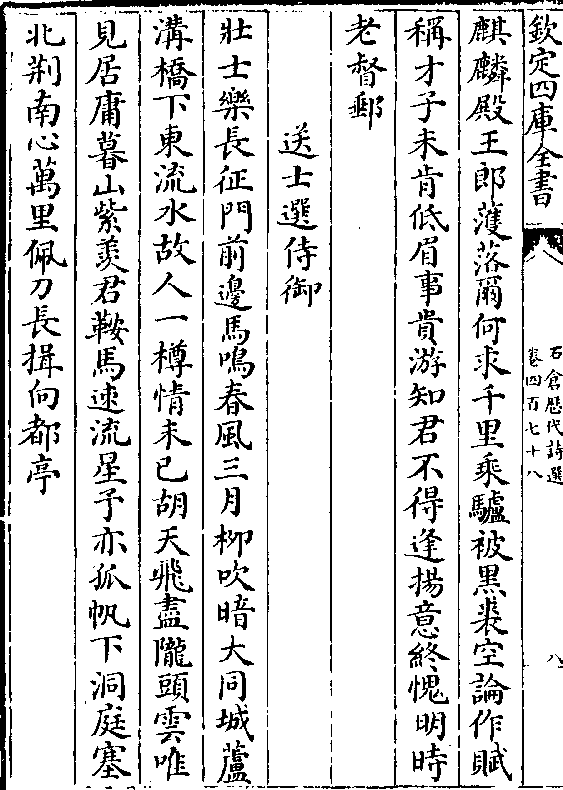 欽定四庫全書
石倉歷代詩選
卷四百七十八
八
麒麟殿王郎濩落爾何求千里乘驢被黑裘空論作賦
稱才子未肯低眉事貴游知君不得逢揚意終愧明時
老督郵
送士選侍御
壯士樂長征門前邊馬鳴春風三月柳吹暗大同城蘆
溝橋下東流水故人一樽情未已胡天飛盡隴頭雲唯
見居庸暮山紫羨君鞍馬速流星予亦孤帆下洞庭塞
北荆南心萬里佩刀長揖向都亭